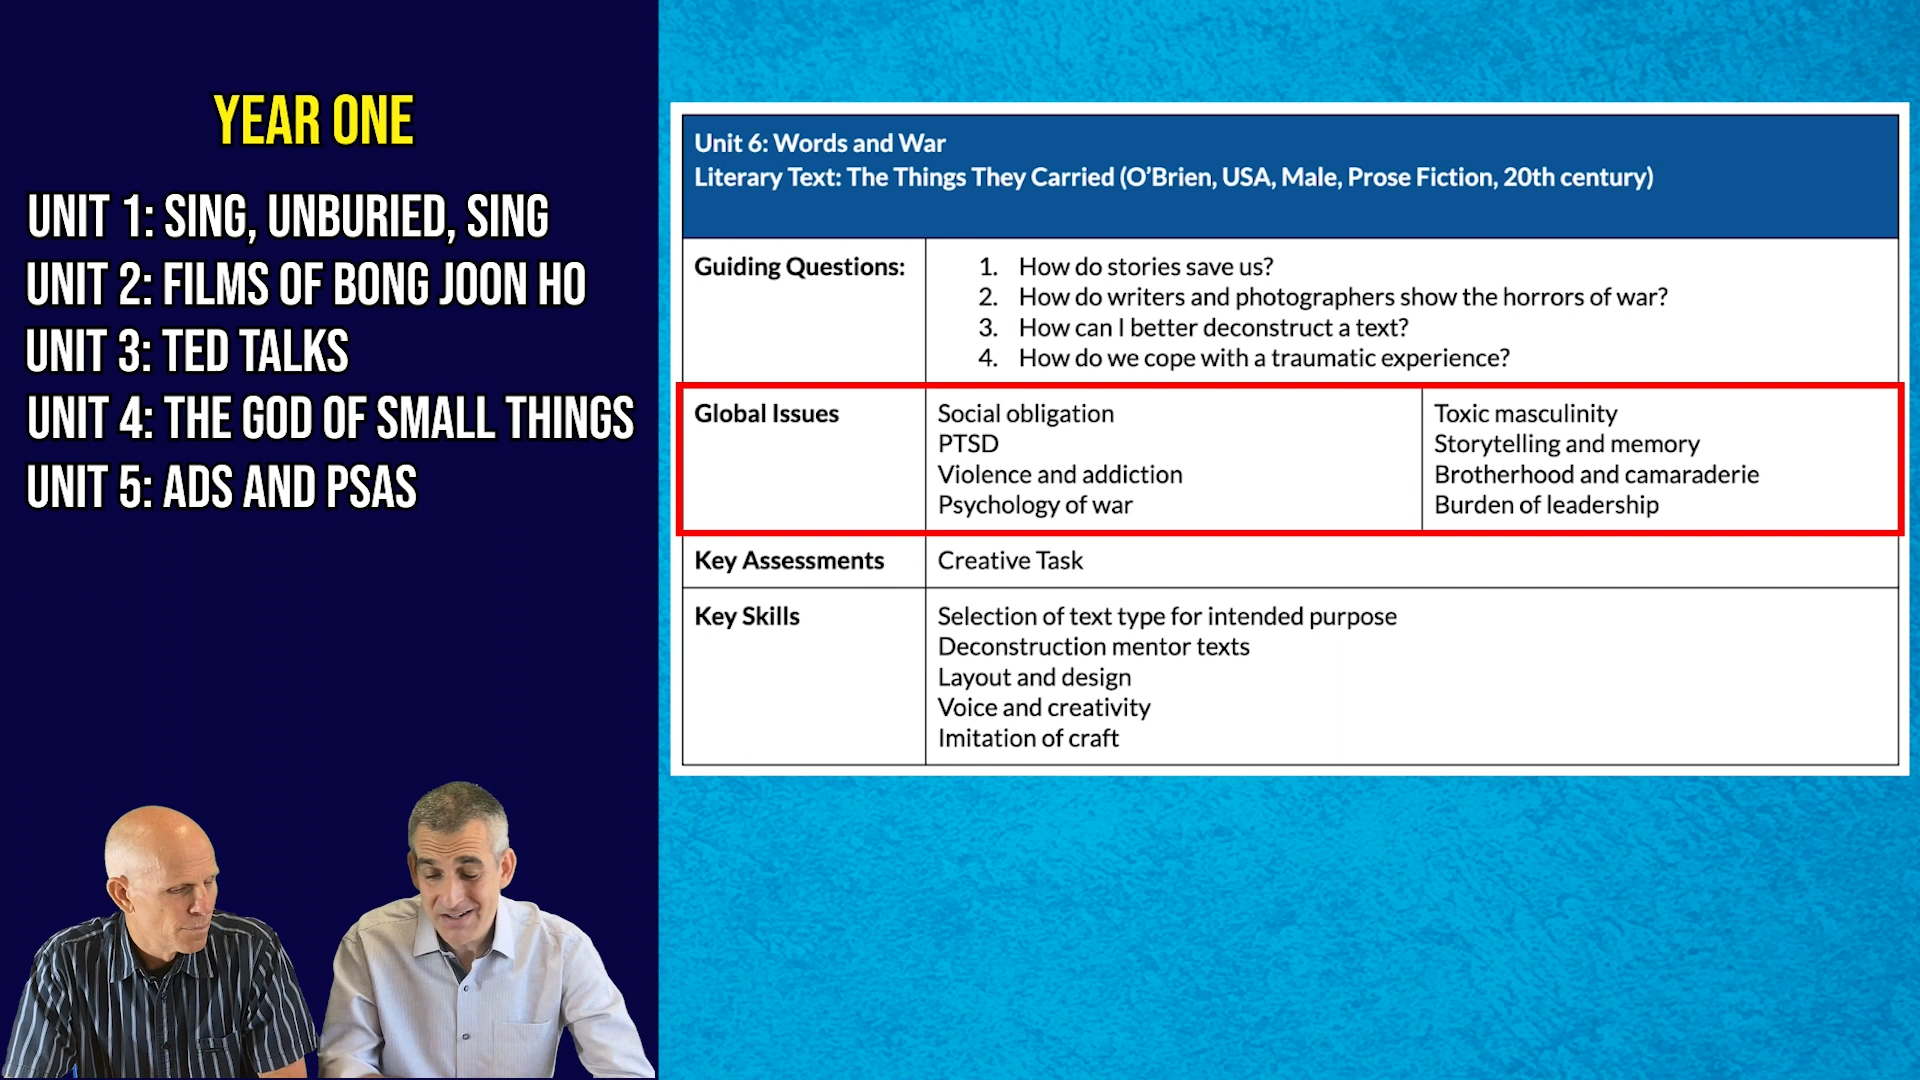 YEAR ONE
UNIT 1: SING, UNBURIED, SING
UNIT 2: FILMS OF BONG JOON HO
UNIT 3: TED TALKS
UNIT 4: THE GOD OF SMALL THINGS
UNIT 5: ADS AND PSAS
Unit 6: Words and War
Literary Text: The Things They Carried (O'Brien, USA, Male, Prose Fiction, 20th century)
Guiding Questions:
1. How do stories save us?
2. How do writers and photographers show the horrors of war?
3. How can I better deconstruct a text?
4. How do we cope with a traumatic experience?
Global Issues
Social obligation
PTSD
Violence and addiction
Psychology of war
Toxic masculinity
Storytelling and memory
Brotherhood and camaraderie
Burden of leadership
Key Assessments
Creative Task
Key Skills
Selection of text type for intended purpose
Deconstruction mentor texts
Layout and design
Voice and creativity
Imitation of craft